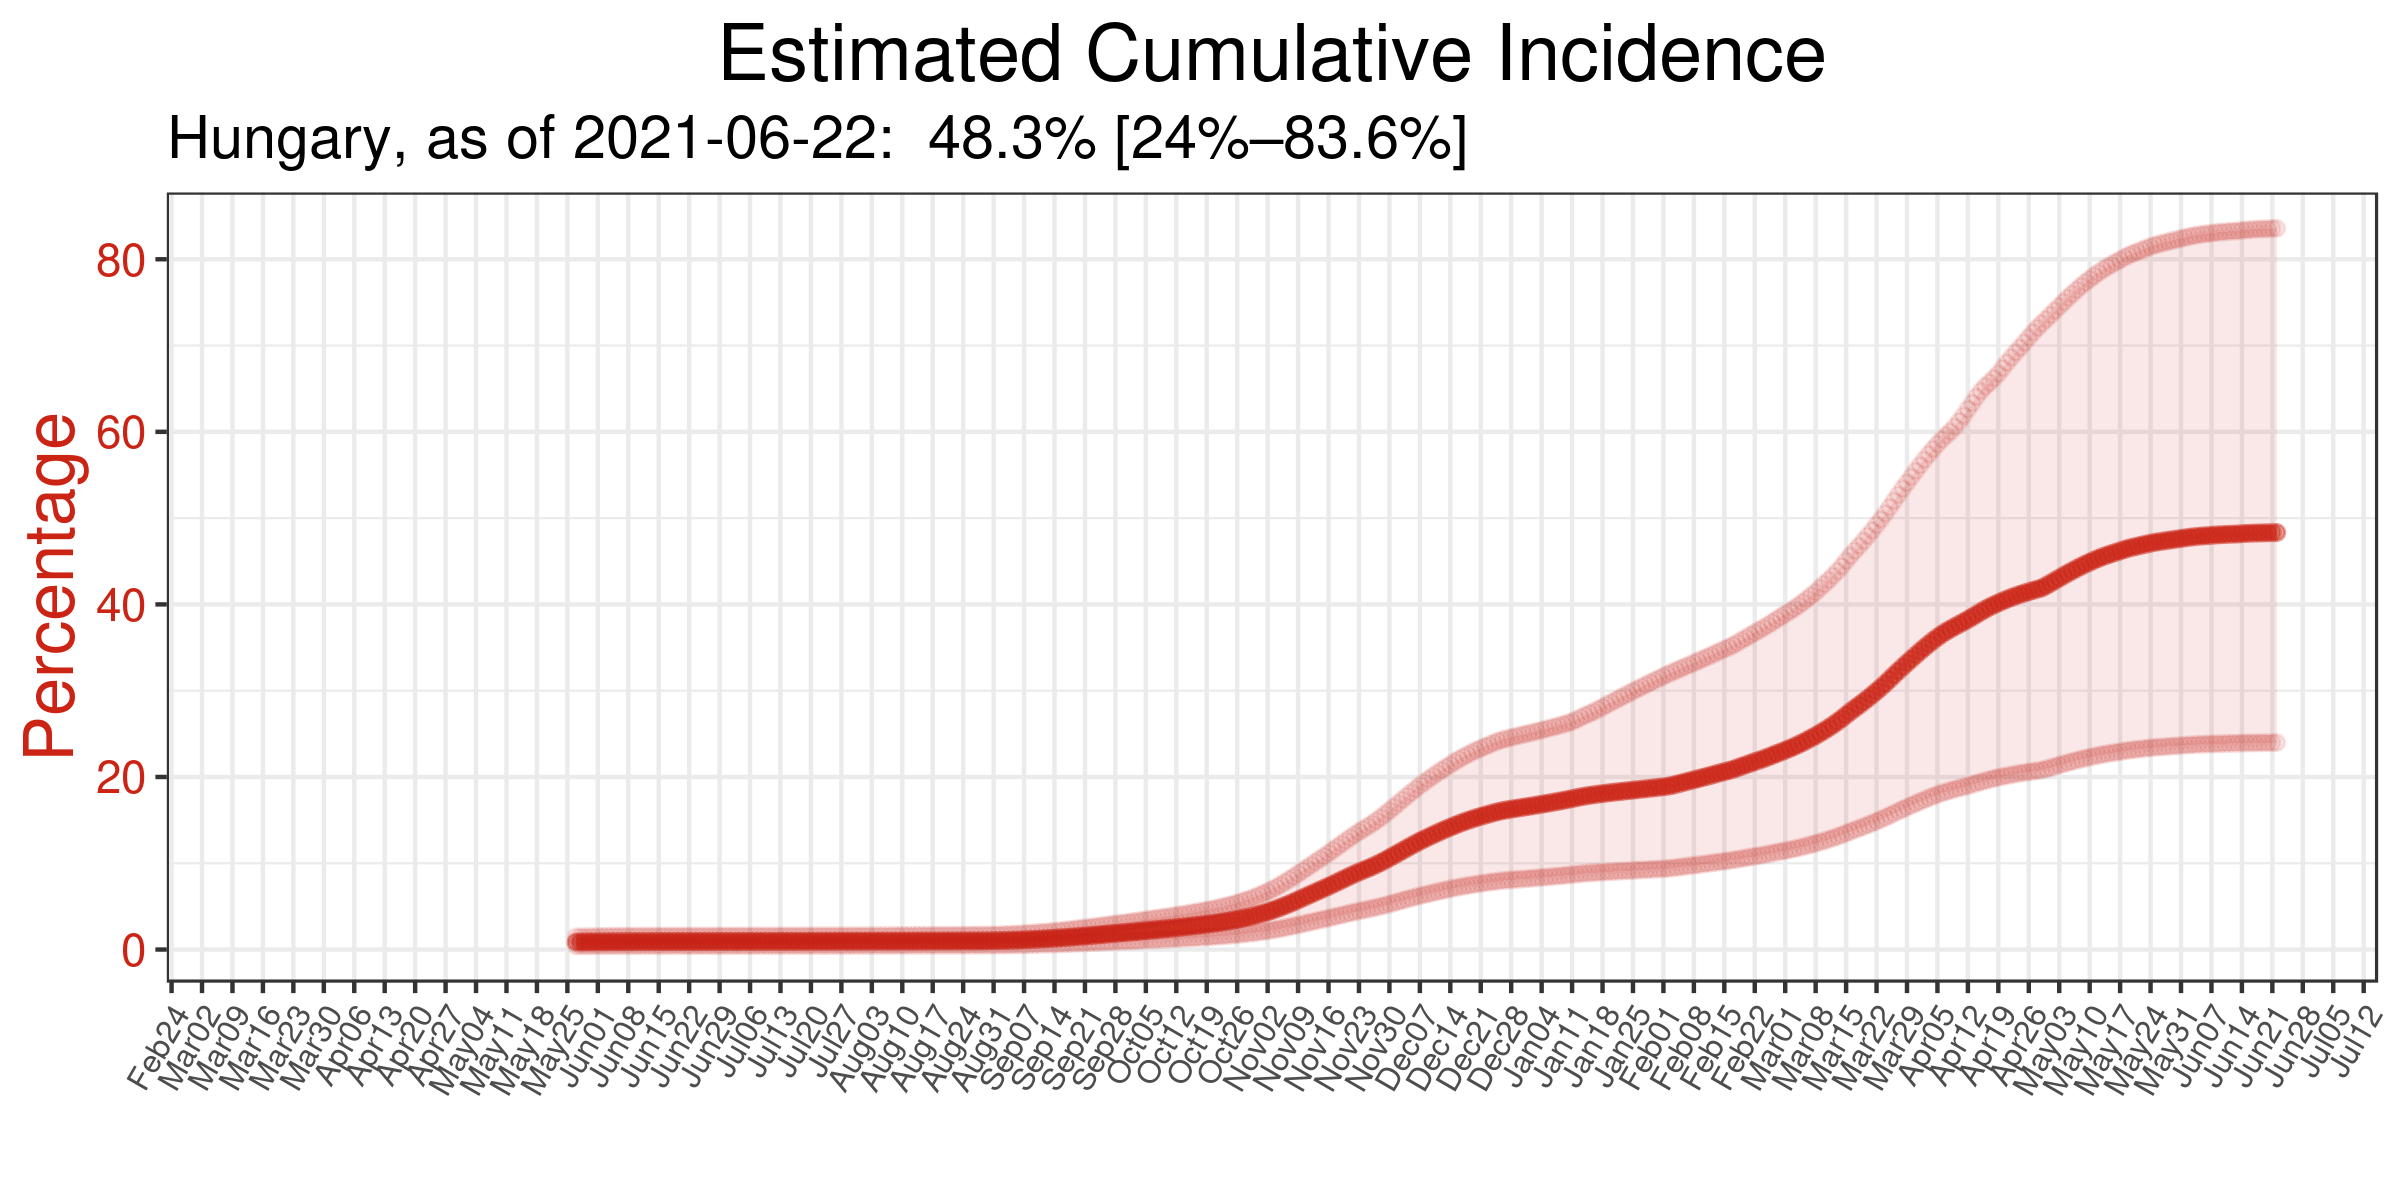 Estimated Cumulative Incidence
Hungary, as of 2021-06-22:  48.3% [24%–83.6%]
Percentage
80
60
40
20
0
Feb24
Mar02
Mar09
Mar16
Mar23
Mar30
Apr06
Apr13
Apr20
Apr27
May04
May11
May18
May25
Jun01
Jun08
Jun15
Jun22
Jun29
Jul06
Jul13
Jul20
Jul27
Aug03
Aug10
Aug17
Aug24
Aug31
Sep07
Sep14
Sep21
Sep28
Oct05
Oct12
Oct19
Oct26
Nov02
Nov09
Nov16
Nov23
Nov30
Dec07
Dec14
Dec21
Dec28
Jan04
Jan11
Jan18
Jan25
Feb01
Feb08
Feb15
Feb22
Mar01
Mar08
Mar15
Mar22
Mar29
Apr05
Apr12
Apr19
Apr26
May03
May10
May17
May24
May31
Jun07
Jun14
Jun21
Jun28
Jul05
Jul12